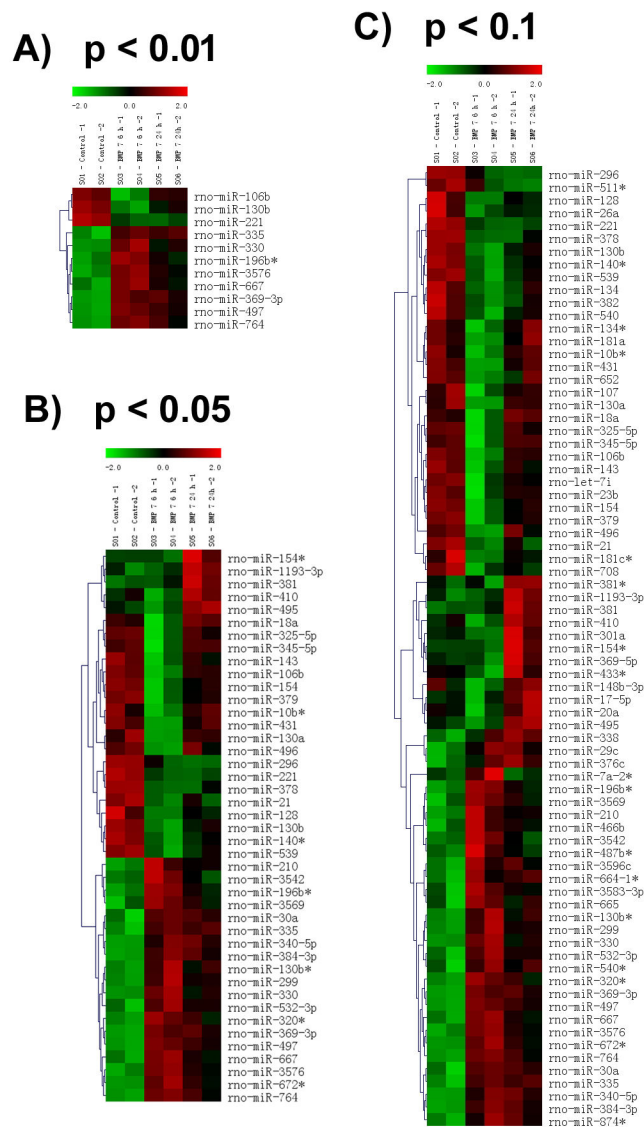 A) p < 0.01
-2.0 0.0 2.0
S01 - Control -1
S02 - Control -2
S03 - BMP 7 6 h -1
S04 - BMP 7 6h -2
S05 - BMP 7 24 h -1
S06 - BMP 7 24h -2
rno-miR-106b
rno-miR-130b
rno-miR-221
rno-miR-335
rno-miR-330
rno-miR-196b*
rno-miR-3576
rno-miR-667
rno-miR-369-3p
rno-miR-497
rno-miR-764
B) p < 0.05
-2.0 0.0 2.0
S01 - Control -1
S02 - Control -2
S03 - BMP 7 6 h -1
S04 - BMP 7 6h -2
S05 - BMP 7 24 h -1
S06 - BMP 7 24h -2
rno-miR-154*
rno-miR-1193-3p
rno-miR-381
rno-miR-410
rno-miR-495
rno-miR-18a
rno-miR-325-5p
rno-miR-345-5p
rno-miR-143
rno-miR-106b
rno-miR-154
rno-miR-379
rno-miR-10b*
rno-miR-431
rno-miR-130a
rno-miR-496
rno-miR-296
rno-miR-221
rno-miR-378
rno-miR-21
rno-miR-128
rno-miR-130b
rno-miR-140*
rno-miR-539
rno-miR-210
rno-miR-3542
rno-miR-196b*
rno-miR-3569
rno-miR-30a
rno-miR-335
rno-miR-340-5p
rno-miR-384-3p
rno-miR-130b*
rno-miR-299
rno-miR-330
rno-miR-532-3p
rno-miR-320*
rno-miR-369-3p
rno-miR-497
rno-miR-667
rno-miR-3576
rno-miR-672*
rno-miR-764
C) p < 0.1
-2.0 0.0 2.0
S01 - Control -1
S02 - Control -2
S03 - BMP 7 6 h -1
S04 - BMP 7 6h -2
S05 - BMP 7 24 h -1
S06 - BMP 7 24h -2
rno-miR-296
rno-miR-511*
rno-miR-128
rno-miR-26a
rno-miR-221
rno-miR-378
rno-miR-130b
rno-miR-140*
rno-miR-539
rno-miR-134
rno-miR-382
rno-miR-540
rno-miR-134*
rno-miR-181a
rno-miR-10b*
rno-miR-431
rno-miR-652
rno-miR-107
rno-miR-130a
rno-miR-18a
rno-miR-325-5p
rno-miR-345-5p
rno-miR-106b
rno-miR-143
rno-let-7i
rno-miR-23b
rno-miR-154
rno-miR-379
rno-miR-496
rno-miR-21
rno-miR-181c*
rno-miR-708
rno-miR-381*
rno-miR-1193-3p
rno-miR-381
rno-miR-410
rno-miR-301a
rno-miR-154*
rno-miR-369-5p
rno-miR-433*
rno-miR-148b-3p
rno-miR-17-5p
rno-miR-20a
rno-miR-495
rno-miR-338
rno-miR-29c
rno-miR-376c
rno-miR-7a-2*
rno-miR-196b*
rno-miR-3569
rno-miR-210
rno-miR-466b
rno-miR-3542
rno-miR-487b*
rno-miR-3596c
rno-miR-664-1*
rno-miR-3583-3p
rno-miR-665
rno-miR-130b*
rno-miR-299
rno-miR-330
rno-miR-532-3p
rno-miR-540*
rno-miR-320*
rno-miR-369-3p
rno-miR-497
rno-miR-667
rno-miR-3576
rno-miR-672*
rno-miR-764
rno-miR-30a
rno-miR-335
rno-miR-340-5p
rno-miR-384-3p
rno-miR-874*